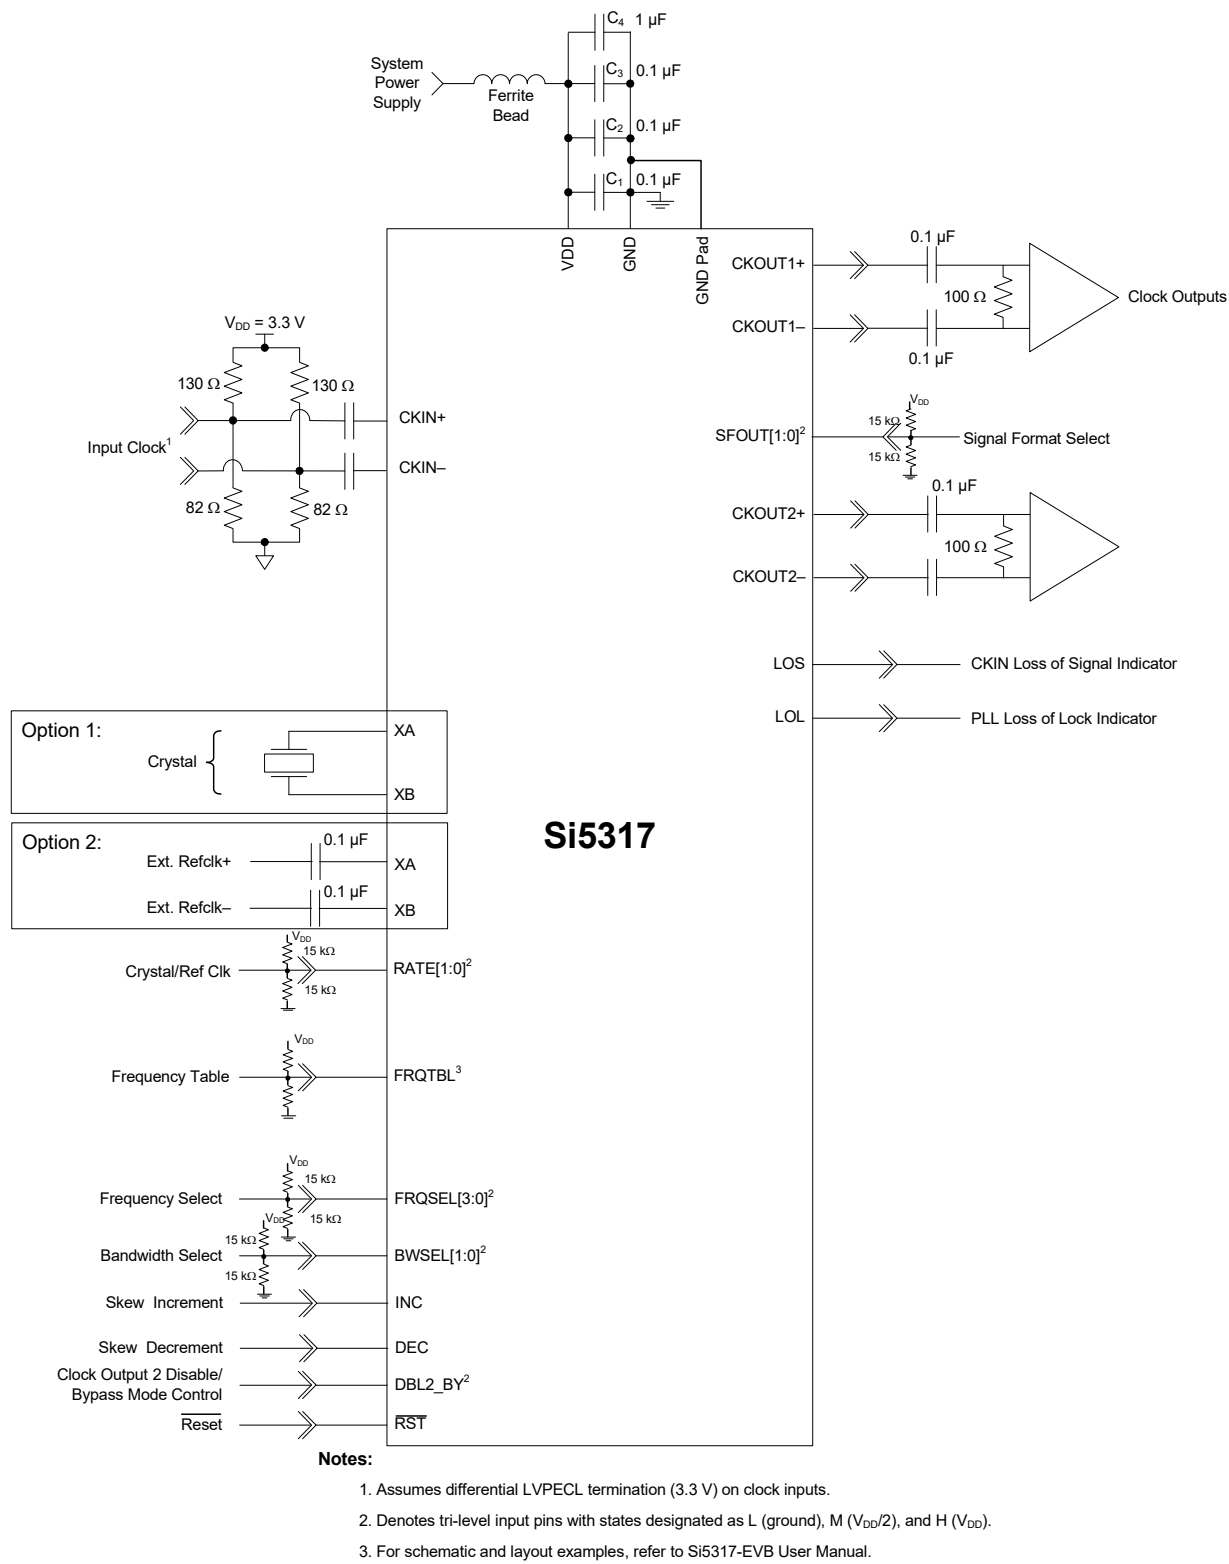 C4 1 µF
System
Power
Supply
Ferrite
Bead
C3 0.1 µF
C2 0.1 µF
C1 0.1 µF
VDD
GND
GND Pad
CKOUT1+
0.1 µF
100 Ω
Clock Outputs
CKOUT1–
0.1 µF
VDD = 3.3 V
130 Ω
130 Ω
Input Clock1
CKIN+
CKIN–
82 Ω
82 Ω
SFOUT[1:0]2
VDD
15 kΩ
15 kΩ
Signal Format Select
CKOUT2+
0.1 µF
100 Ω
CKOUT2–
LOS
CKIN Loss of Signal Indicator
LOL
PLL Loss of Lock Indicator
Option 1:
Crystal
XA
XB
Si5317
Option 2:
0.1 µF
Ext. Refclk+
XA
0.1 µF
Ext. Refclk–
XB
VDD
15 kΩ
Crystal/Ref Clk
RATE[1:0]2
15 kΩ
VDD
Frequency Table
FRQTBL3
VDD
15 kΩ
Frequency Select
FRQSEL[3:0]2
15 kΩ
VDD
15 kΩ
Bandwidth Select
BWSEL[1:0]2
15 kΩ
Skew Increment
INC
Skew Decrement
DEC
Clock Output 2 Disable/
Bypass Mode Control
DBL2_BY2
Reset
RST
Notes:
1. Assumes differential LVPECL termination (3.3 V) on clock inputs.
2. Denotes tri-level input pins with states designated as L (ground), M (VDD/2), and H (VDD).
3. For schematic and layout examples, refer to Si5317-EVB User Manual.